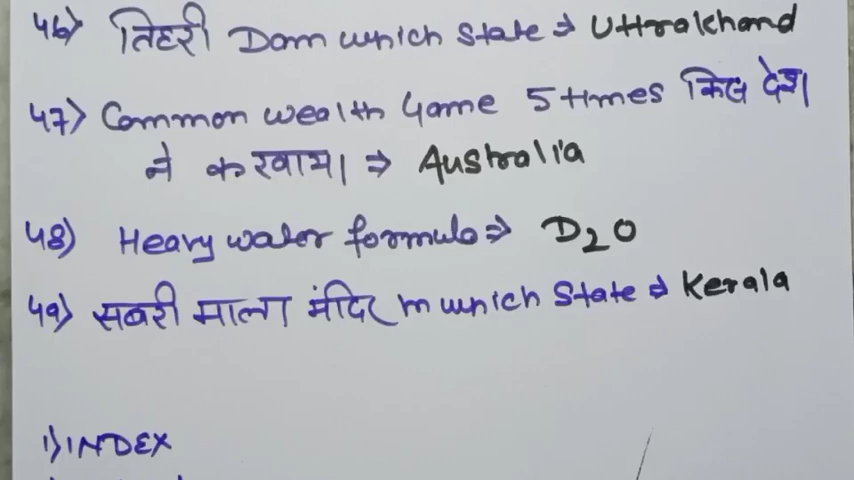 46) तिहरी Dam which state ⇒ Uttrakhand
47) Common wealth Game 5 times किस देश
ने करवाया ⇒ Australia
48) Heavy water formula ⇒ D₂O
49) सबरी माला मंदिर in which State ⇒ Kerala
1) INDEX